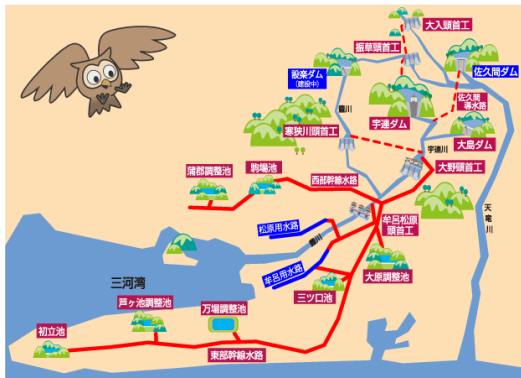 大入頭首工
振草頭首工
設楽ダム
(建設中)
佐久間ダム
佐久間
導水路
豊川
宇連ダム
寒狭川頭首工
大島ダム
宇連川
大野頭首工
蒲郡調整池
駒場池
西部幹線水路
天竜川
牟呂松原
頭首工
松原用水路
豊川
牟呂用水路
大原調整池
三河湾
三ツ口池
芦ヶ池調整池
万場調整池
初立池
東部幹線水路